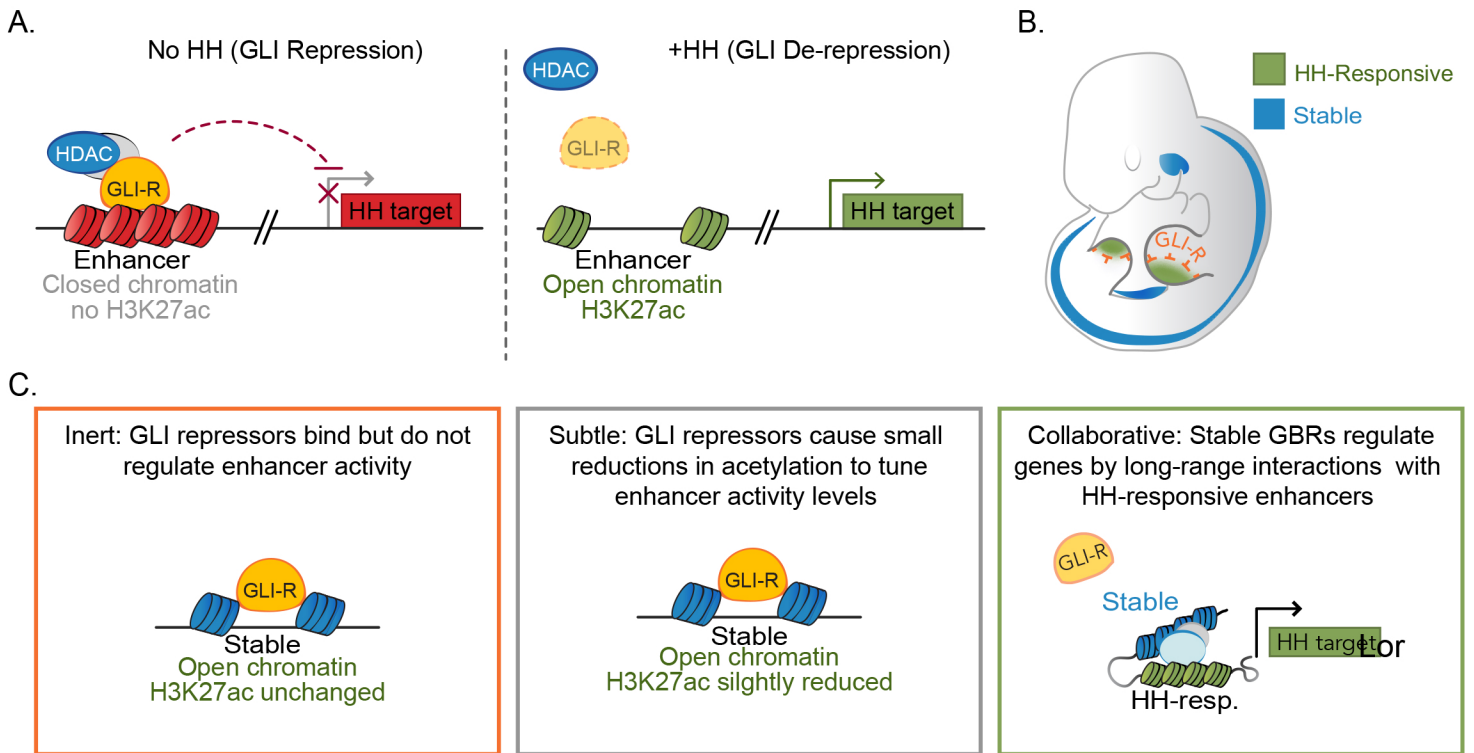 A.
No HH (GLI Repression)
HDAC
GLI-R
HH target
Enhancer
Closed chromatin
no H3K27ac
+HH (GLI De-repression)
HDAC
GLI-R
HH target
Enhancer
Open chromatin
H3K27ac
B.
HH-Responsive
Stable
GLI-R
C.
Inert: GLI repressors bind but do not
regulate enhancer activity
GLI-R
Stable
Open chromatin
H3K27ac unchanged
Subtle: GLI repressors cause small
reductions in acetylation to tune
enhancer activity levels
GLI-R
Stable
Open chromatin
H3K27ac silghtly reduced
Collaborative: Stable GBRs regulate
genes by long-range interactions with
HH-responsive enhancers
GLI-R
Stable
HH target
Lor
HH-resp.